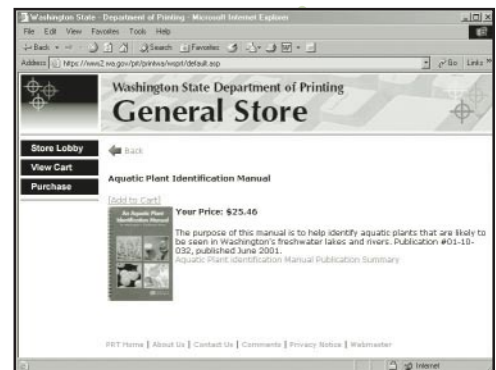 Washington State - Department of Printing - Microsoft Internet Explorer
File Edit View Favorites Tools Help
Back Search Favorites
Address https://www2.wa.gov/prt/printwa/wsprt/default.asp Go Links
Washington State Department of Printing
General Store
Store Lobby
View Cart
Purchase
Back
Aquatic Plant Identification Manual
[Add to Cart]
An Aquatic Plant
Identification Manual
Your Price: $25.46
The purpose of this manual is to help identify aquatic plants that are likely to
be seen in Washington's freshwater lakes and rivers. Publication #01-10-
032, published June 2001.
Aquatic Plant identification Manual Publication Summary
PRT Home | About Us | Contact Us | Comments | Privacy Notice | Webmaster
Internet